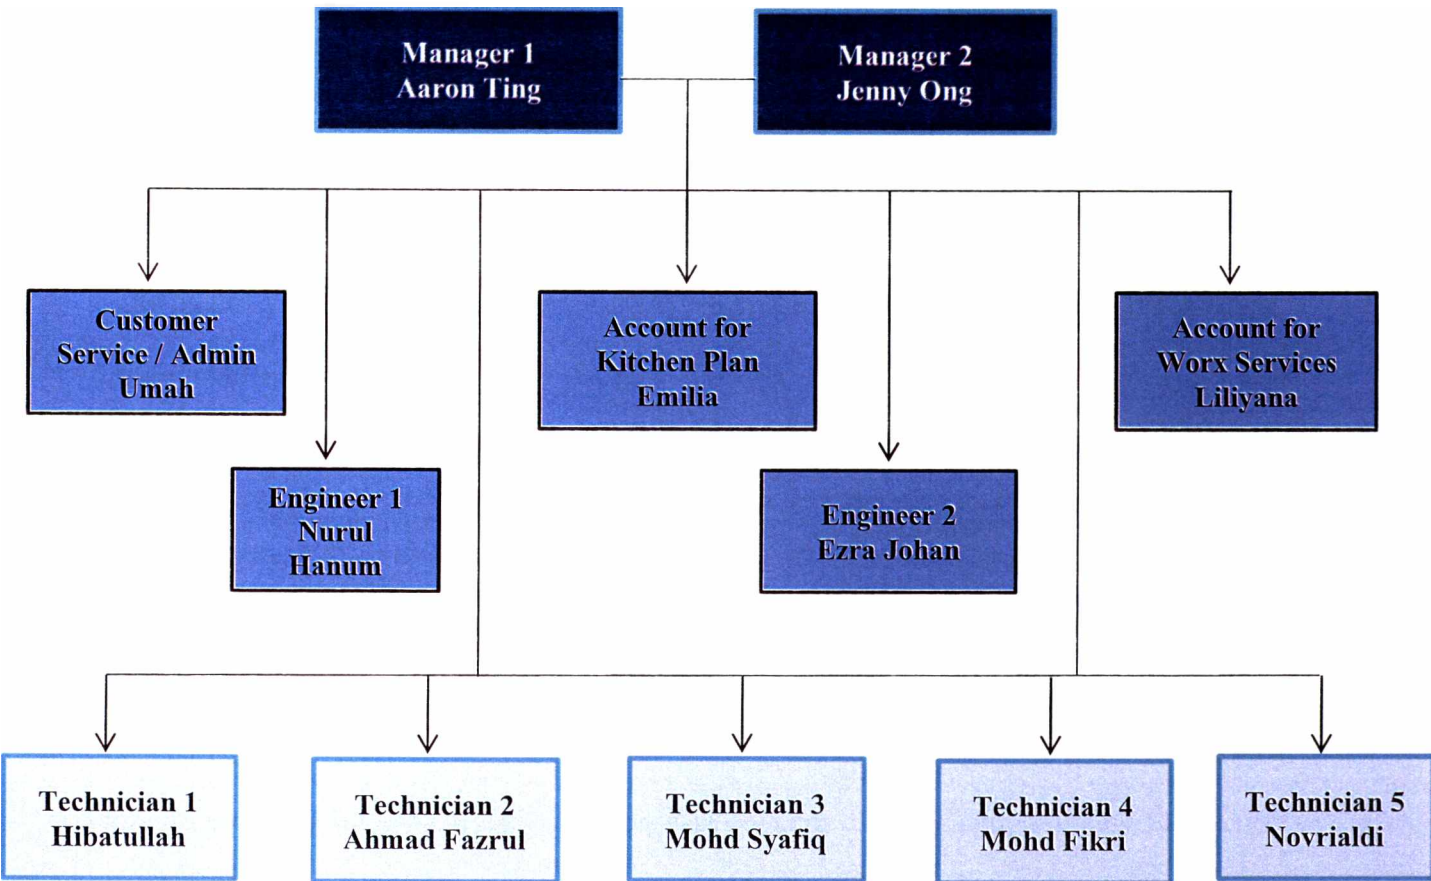 Manager 1
Aaron Ting
Manager 2
Jenny Ong
Customer
Service / Admin
Umah
Account for
Kitchen Plan
Emilia
Account for
Worx Services
Liliyana
Engineer 1
Nurul
Hanum
Engineer 2
Ezra Johan
Technician 1
Hibatullah
Technician 2
Ahmad Fazrul
Technician 3
Mohd Syafiq
Technician 4
Mohd Fikri
Technician 5
Novrialdi